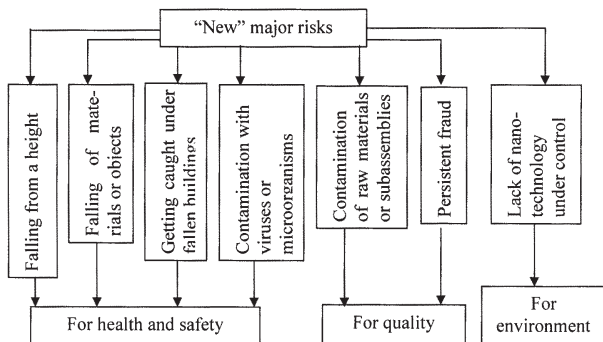 “New” major risks
Falling from a height
Falling of mate-
rials or objects
Getting caught under
fallen buildings
Contamination with
viruses or
microorganisms
Contamination
of raw materials
or subassemblies
Persistent fraud
Lack of nano-
technology
under control
For health and safety
For quality
For
environment